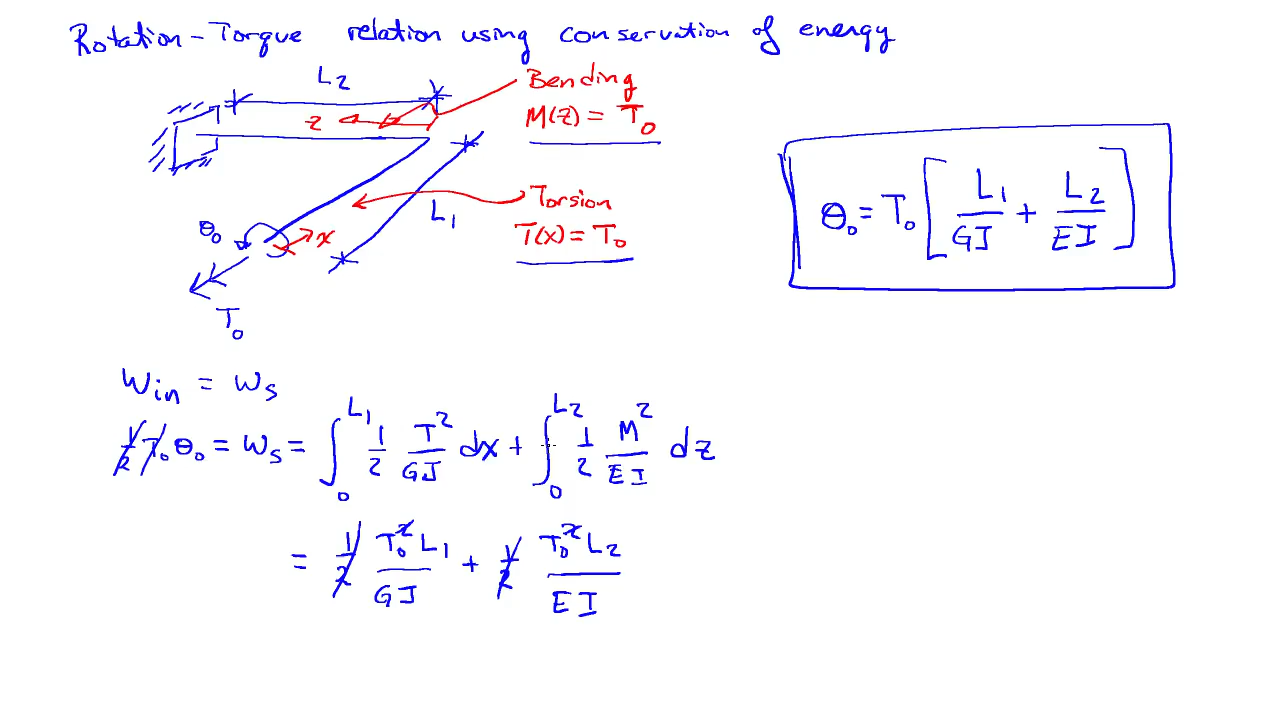 Rotation - Torque relation using conservation of energy
L2
Bending
M(z) = T0
z
Torsion
T(x) = T0
L1
θ0
x
T0
θ0 = T0 [ L1/GJ + L2/EI ]
Win = Ws
1/2 T0 θ0 = Ws = ∫_0^L1 1/2 T²/GJ dx + ∫_0^L2 1/2 M²/EI dz
= 1/2 T0² L1/GJ + 1/2 T0² L2/EI